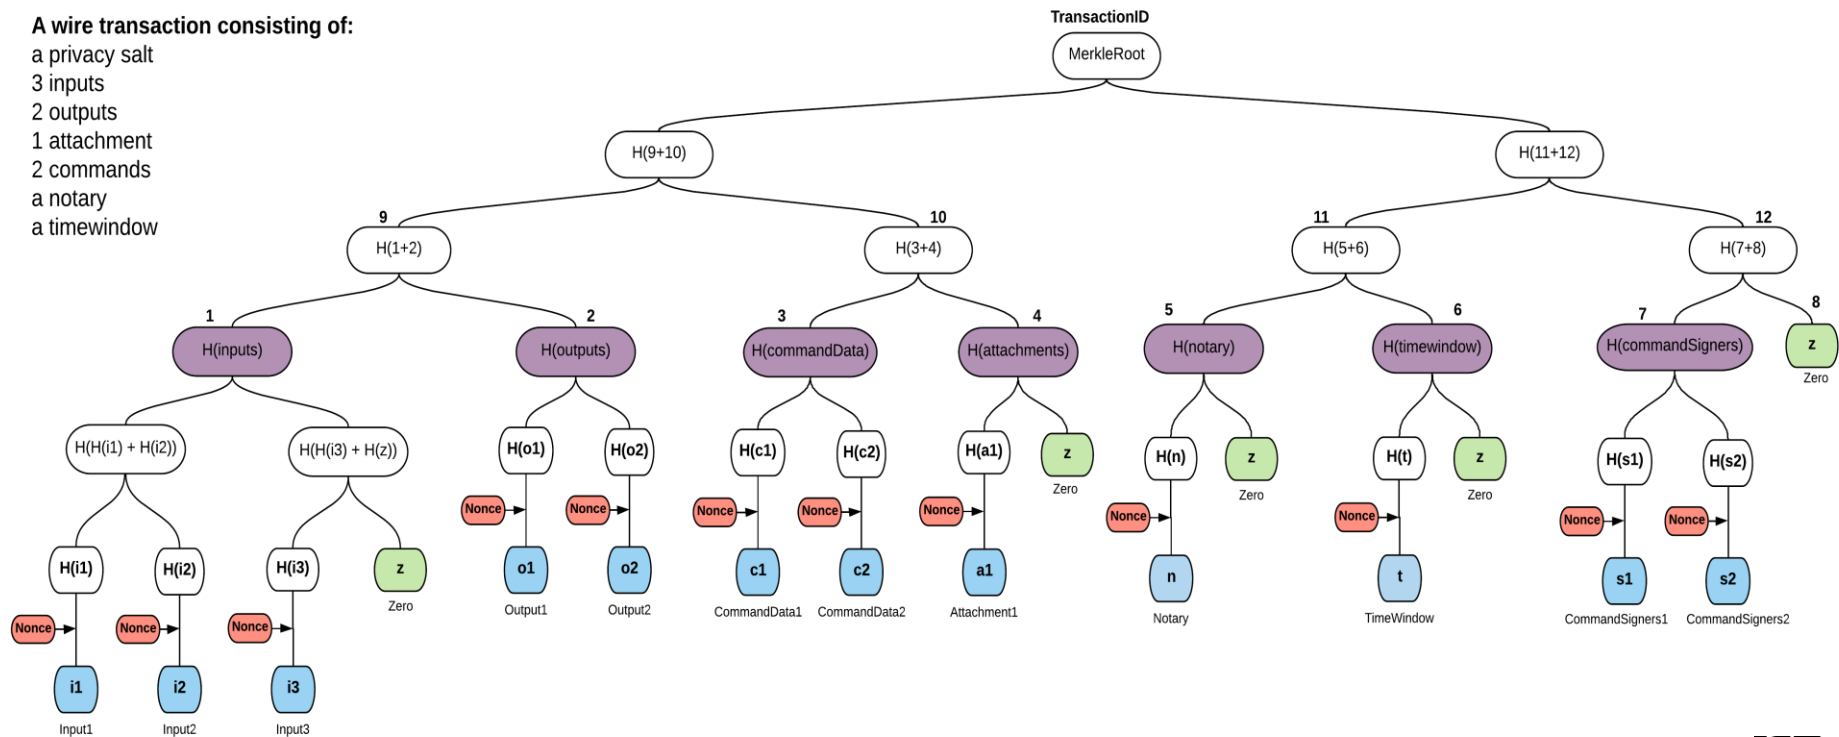 A wire transaction consisting of:
a privacy salt
3 inputs
2 outputs
1 attachment
2 commands
a notary
a timewindow
TransactionID
MerkleRoot
H(9+10)
H(11+12)
9
10
11
12
H(1+2)
H(3+4)
H(5+6)
H(7+8)
1
2
3
4
5
6
7
8
H(inputs)
H(outputs)
H(commandData)
H(attachments)
H(notary)
H(timewindow)
H(commandSigners)
z
Zero
H(H(i1) + H(i2))
H(H(i3) + H(z))
H(o1)
H(o2)
H(c1)
H(c2)
H(a1)
z
Zero
H(n)
z
Zero
H(t)
z
Zero
H(s1)
H(s2)
Nonce
Nonce
Nonce
Nonce
Nonce
Nonce
Nonce
Nonce
Nonce
H(i1)
H(i2)
H(i3)
z
Zero
o1
Output1
o2
Output2
c1
CommandData1
c2
CommandData2
a1
Attachment1
n
Notary
t
TimeWindow
s1
CommandSigners1
s2
CommandSigners2
Nonce
Nonce
Nonce
i1
Input1
i2
Input2
i3
Input3